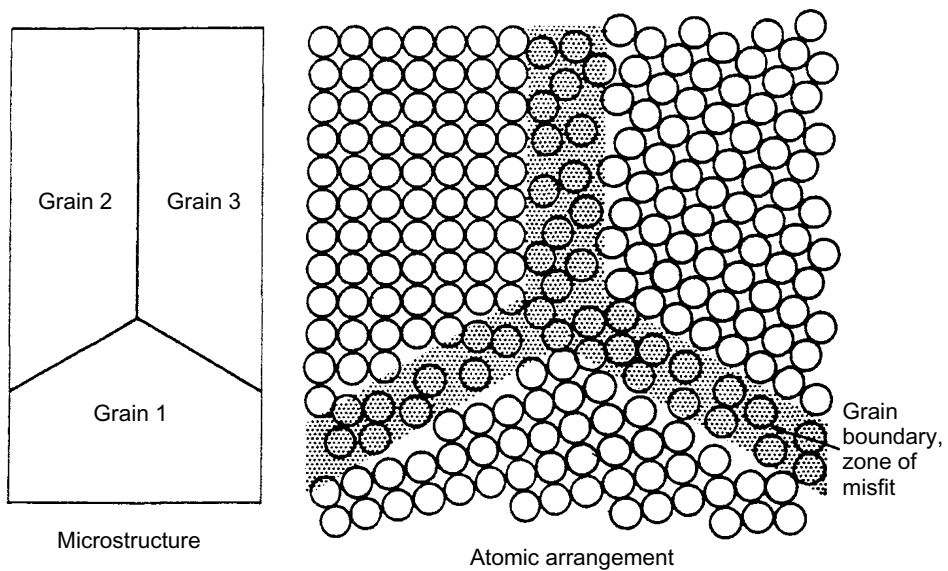 Grain 2
Grain 3
Grain 1
Microstructure
Grain
boundary,
zone of
misfit
Atomic arrangement